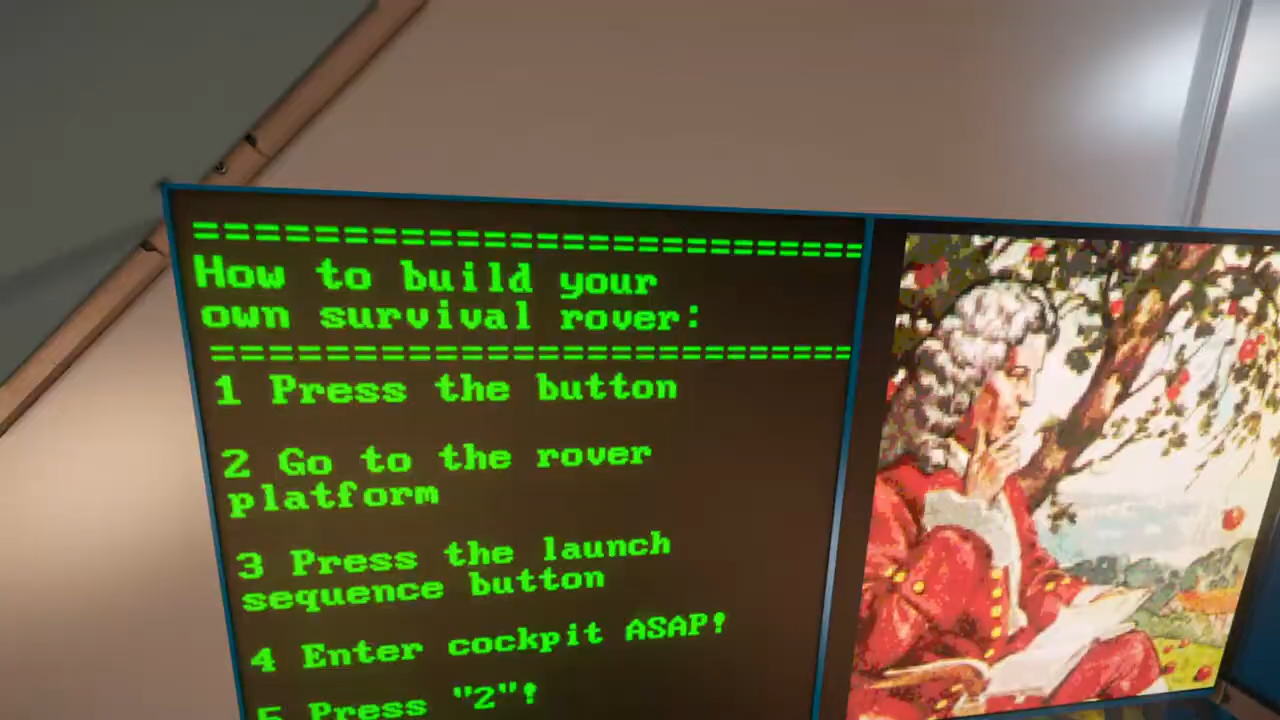 ==========================
How to build your
own survival rover:
==========================
1 Press the button
2 Go to the rover
platform
3 Press the launch
sequence button
4 Enter cockpit ASAP!
5 Press "2"!